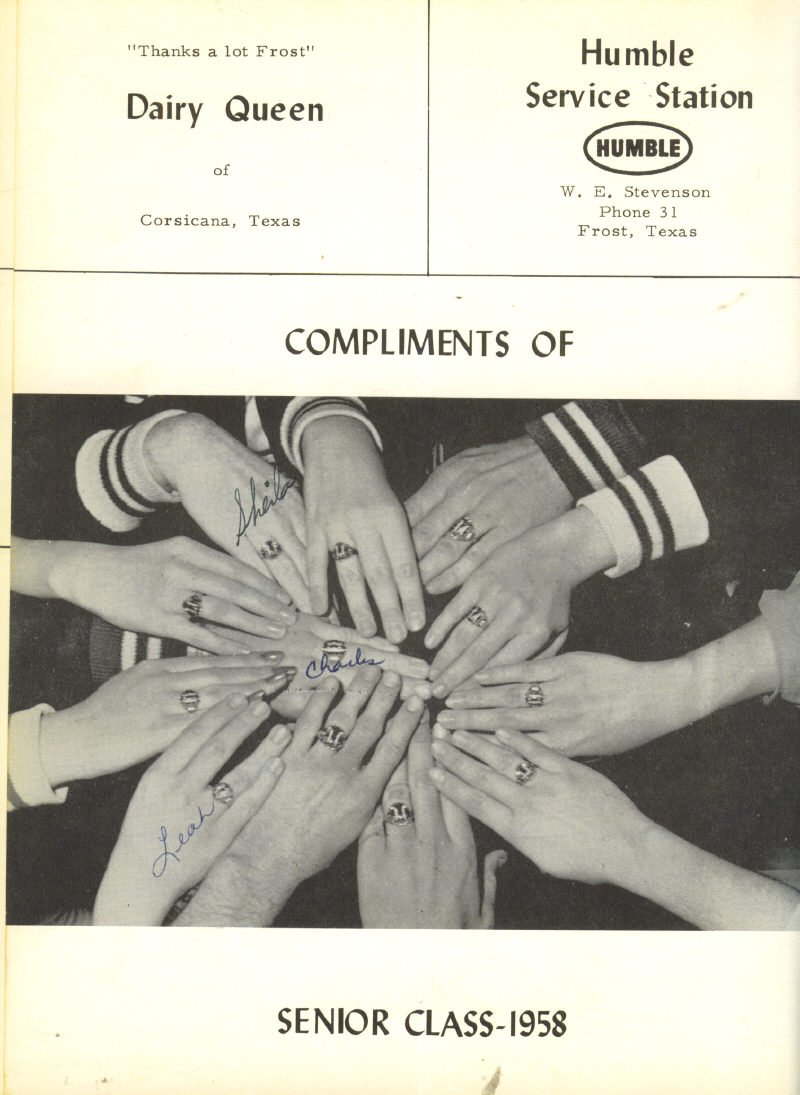 "Thanks a lot Frost"
Dairy Queen
of
Corsicana, Texas
Humble
Service Station
HUMBLE
W. E. Stevenson
Phone 31
Frost, Texas
COMPLIMENTS OF
Sheila
Charles
Leah
SENIOR CLASS-1958